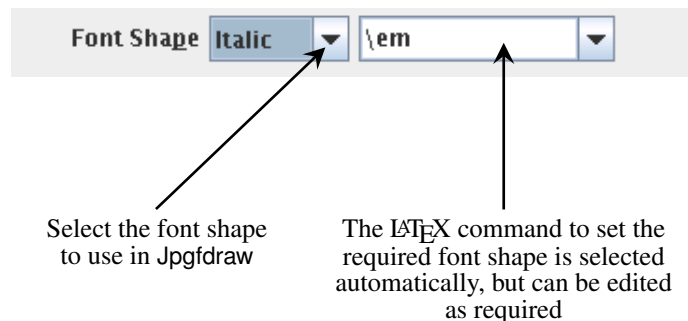 Font Shape Italic \em
Select the font shape
to use in Jpgfdraw
The LATEX command to set the
required font shape is selected
automatically, but can be edited
as required